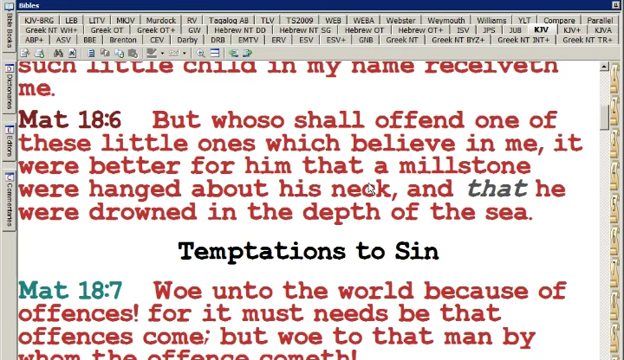 Bibles
KJV-BRG LEB LITV MKJV Murdock RV Tagalog AB TLV TS2009 WEB WEBA Webster Weymouth Williams YLT Compare Parallel
Greek NT WH+ Greek OT Greek OT+ GW Hebrew NT DD Hebrew NT SG Hebrew OT Hebrew OT+ ISV JPS JUB KJV KJV+ KJVA
ABP+ ASV BBE Brenton CEV Darby DRB EMTV ERV ESV ESV+ GNB Greek NT Greek NT BYZ+ Greek NT INT+ Greek NT TR+
Bible Books
Dictionaries
Editors
Commentaries
such little child in my name receiveth
me.
Mat 18:6 But whoso shall offend one of
these little ones which believe in me, it
were better for him that a millstone
were hanged about his neck, and that he
were drowned in the depth of the sea.
Temptations to Sin
Mat 18:7 Woe unto the world because of
offences! for it must needs be that
offences come; but woe to that man by
whom the offence cometh!